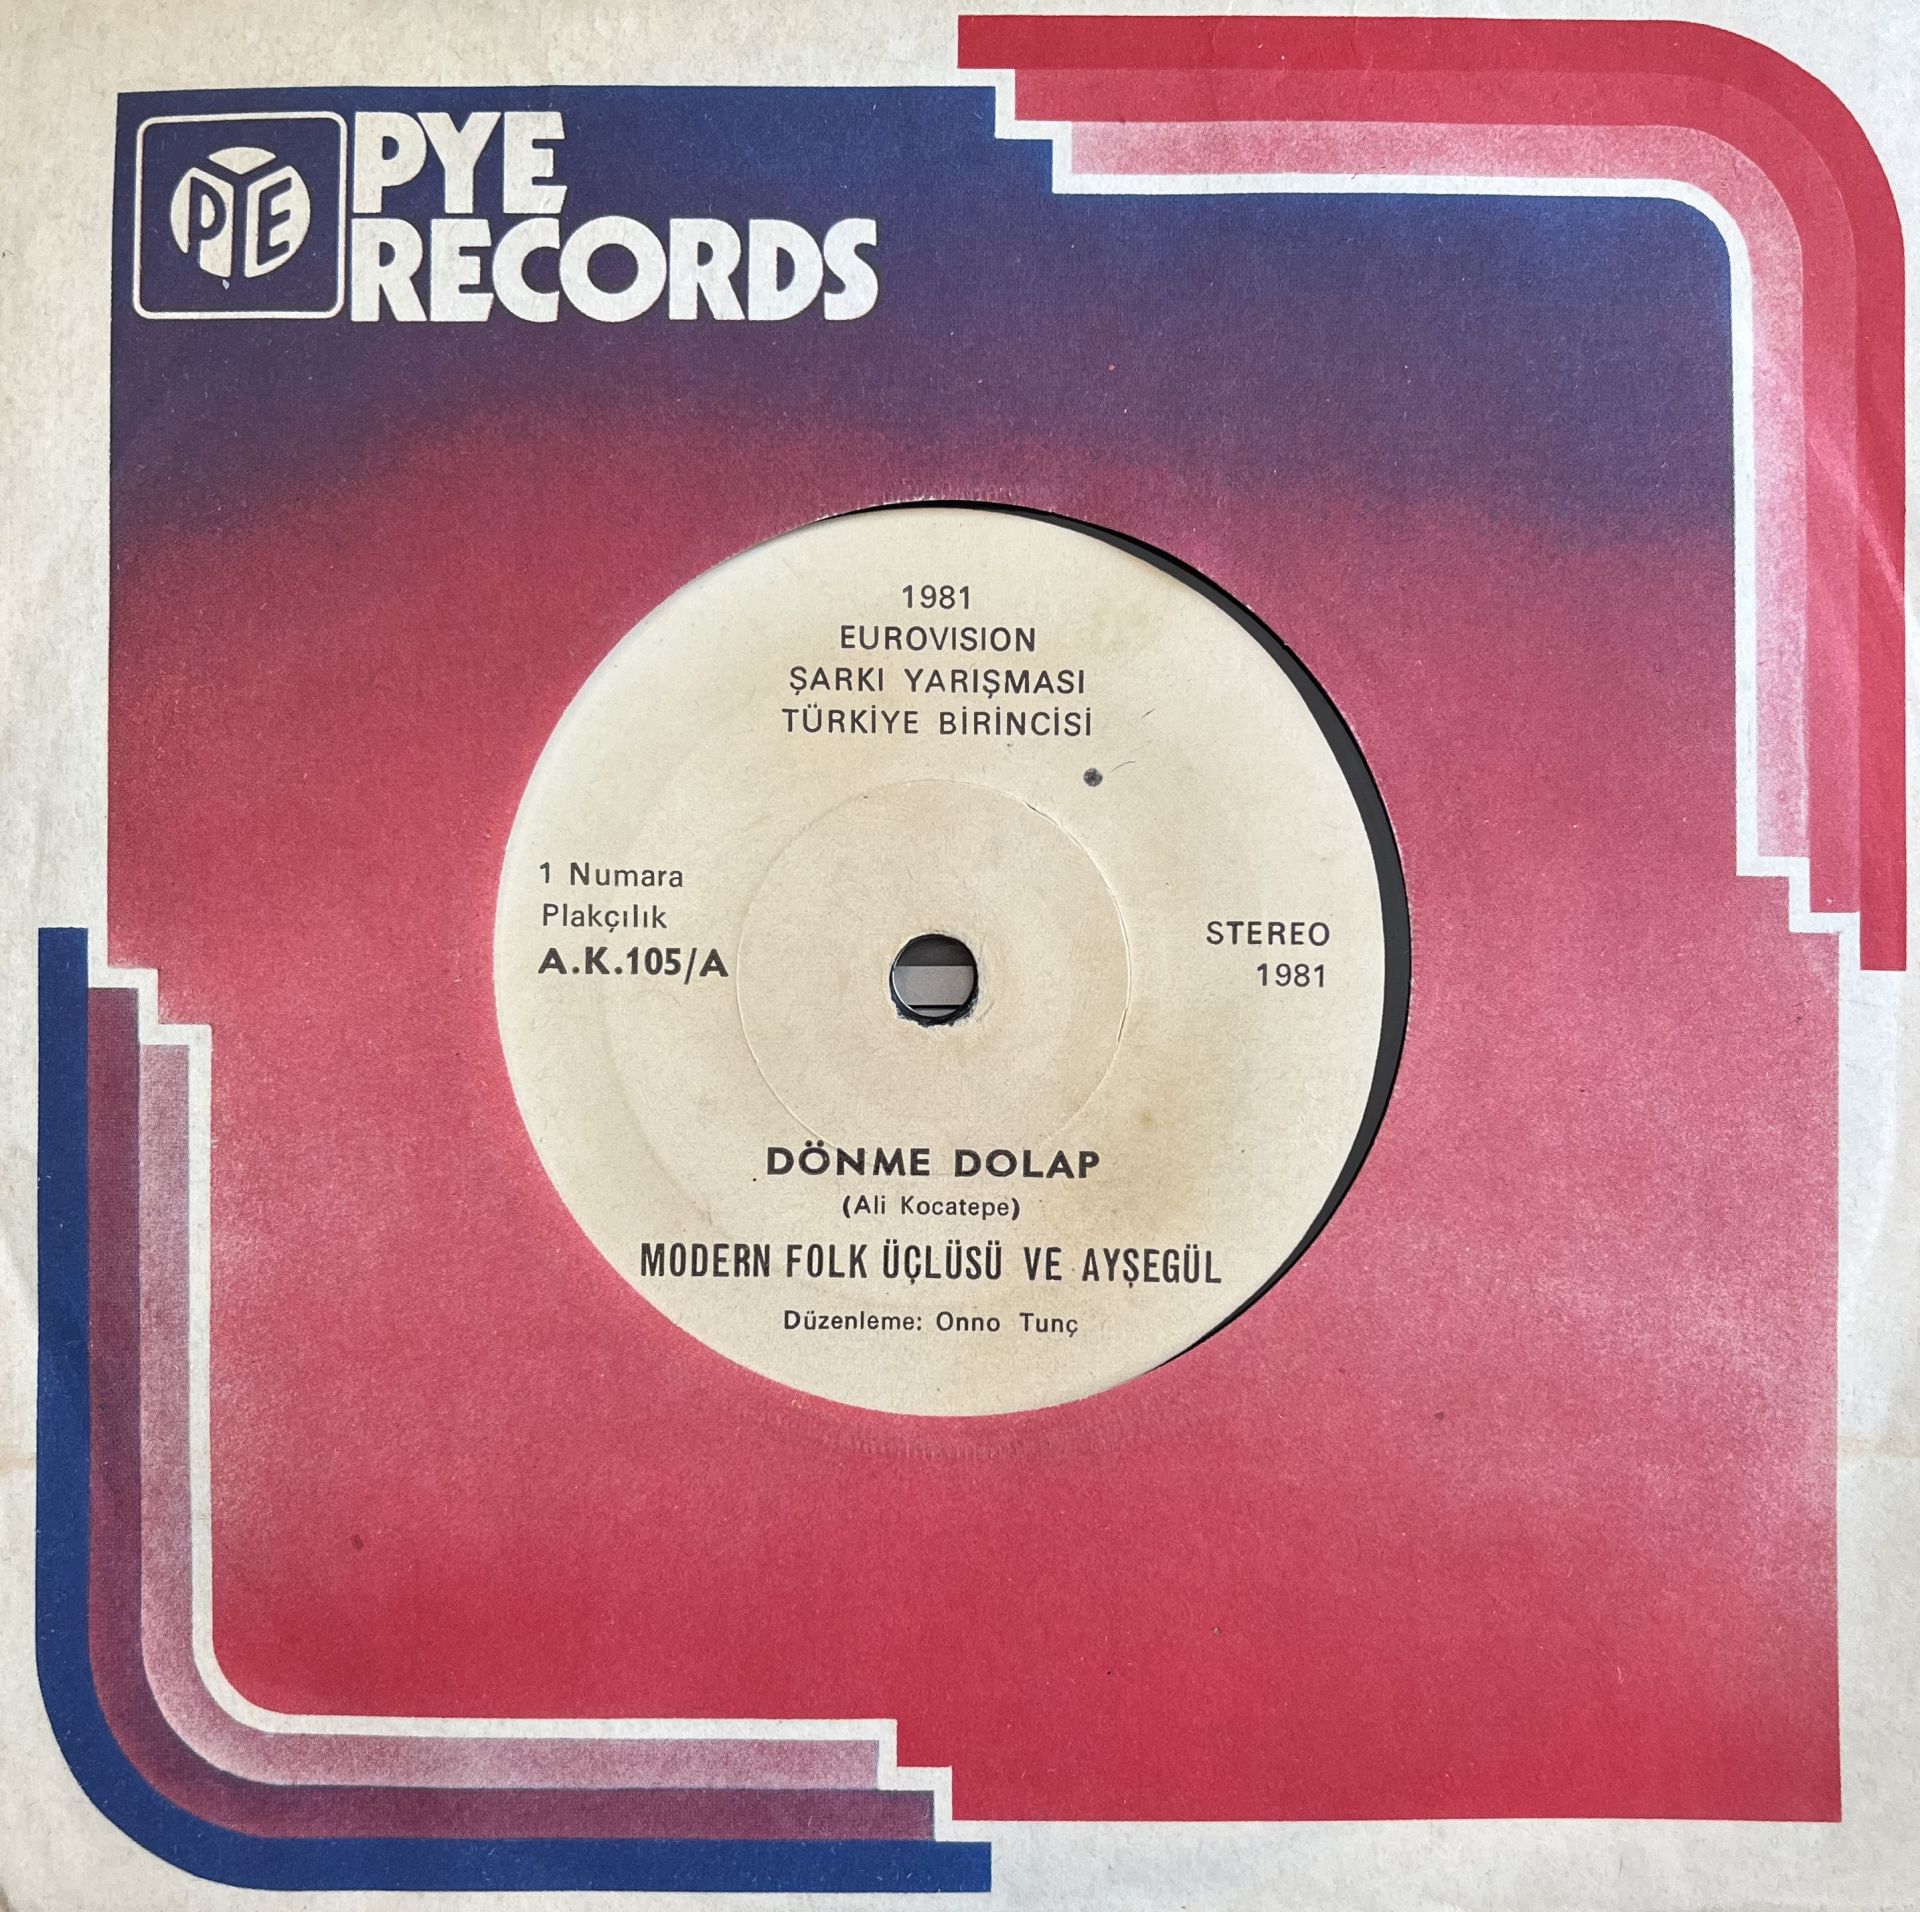 PYE
PYE
RECORDS
1981
EUROVISION
ŞARKI YARIŞMASI
TÜRKİYE BİRİNCİSİ
1 Numara
Plakçılık
A.K.105/A
STEREO
1981
DÖNME DOLAP
(Ali Kocatepe)
MODERN FOLK ÜÇLÜSÜ VE AYŞEGÜL
Düzenleme: Onno Tunç